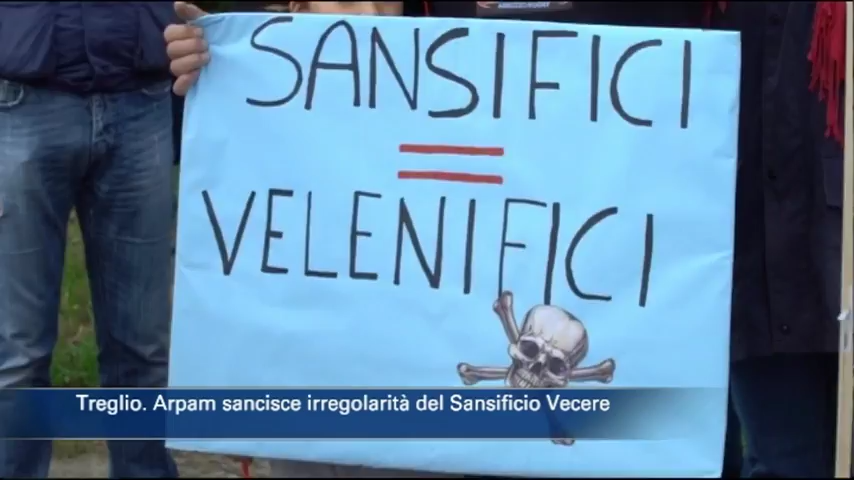 SANSIFICI
=
VELENIFICI
Treglio. Arpam sancisce irregolarità del Sansificio Vecere